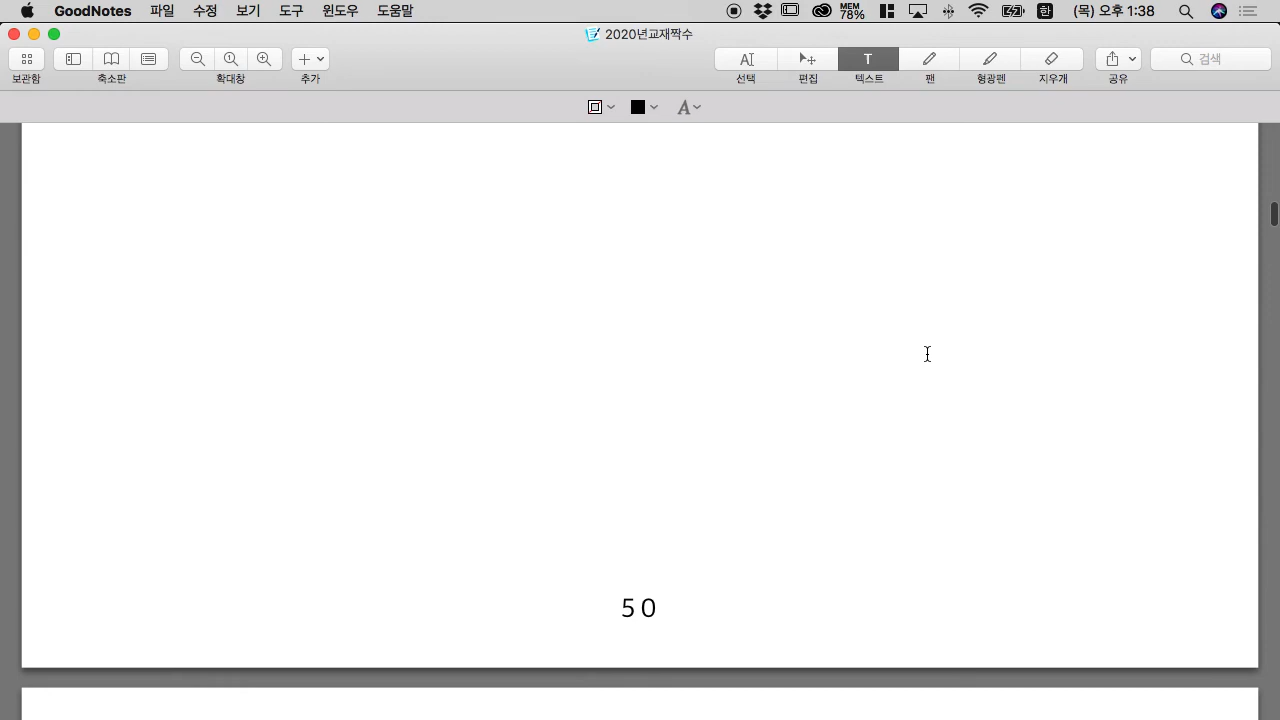 GoodNotes 파일 수정 보기 도구 윈도우 도움말 MEM 78% 한 (목) 오후 1:38
2020년교재짝수
AI T 검색
보관함 축소판 확대창 추가 선택 편집 텍스트 팬 형광펜 지우개 공유
A
50